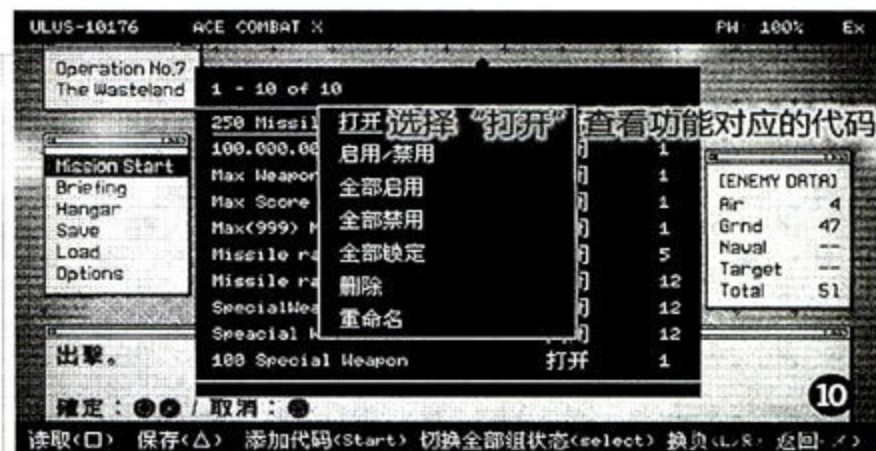 ULUS-10176 ACE COMBAT X PW: 100% Ex
Operation No.7
The Wasteland
1 - 10 of 10
250 Missil
100.000.00
Max Weapon
Max Score
Max(999) M
Missile ra
Missile ra
SpecialWea
Speacial W
100 Special Weapon 打开 1
打开
启用/禁用
全部启用
全部禁用
全部锁定
删除
重命名
选择“打开”查看功能对应的代码
1
1
1
1
5
12
12
12
Mission Start
Briefing
Hangar
Save
Load
Options
[ENEMY DATA]
Air 4
Grnd 47
Naval --
Target --
Total 51
出擊。
確定: / 取消:
10
读取(□) 保存(△) 添加代码(Start) 切换全部组状态(select) 换页(L/R) 返回